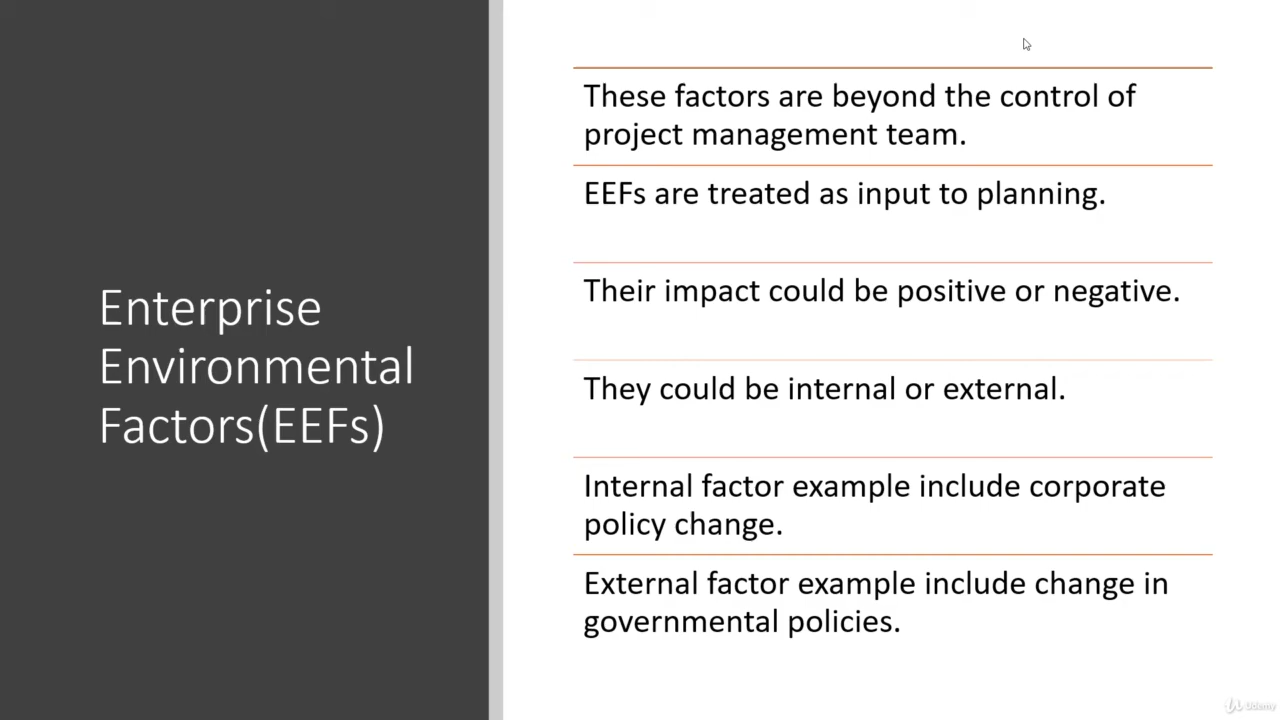 Enterprise
Environmental
Factors(EEFs)
These factors are beyond the control of
project management team.
EEFs are treated as input to planning.
Their impact could be positive or negative.
They could be internal or external.
Internal factor example include corporate
policy change.
External factor example include change in
governmental policies.
Udemy